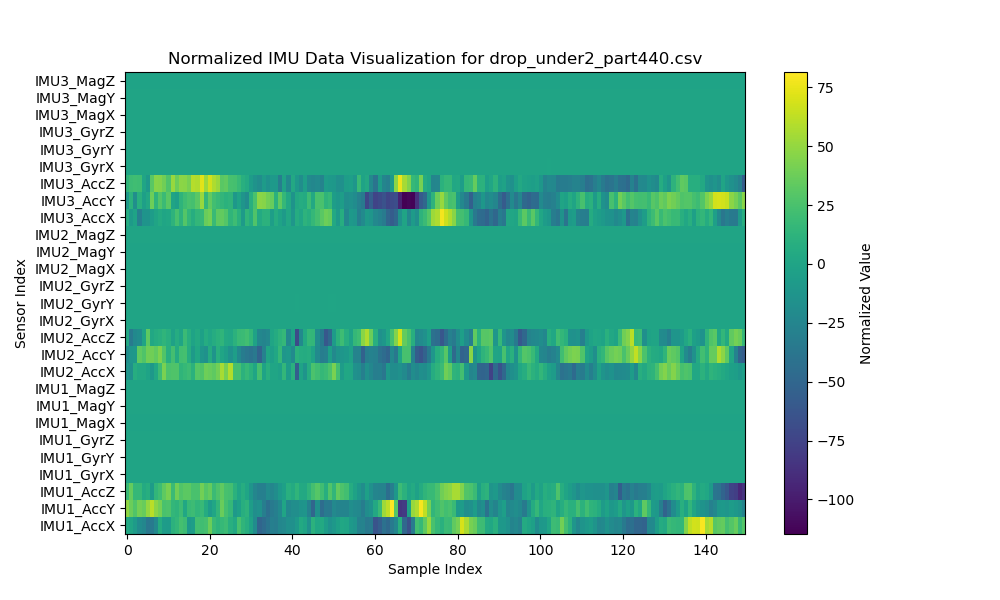 Normalized IMU Data Visualization for drop_under2_part440.csv
IMU3_MagZ
IMU3_MagY
IMU3_MagX
IMU3_GyrZ
IMU3_GyrY
IMU3_GyrX
IMU3_AccZ
IMU3_AccY
IMU3_AccX
IMU2_MagZ
IMU2_MagY
IMU2_MagX
IMU2_GyrZ
IMU2_GyrY
IMU2_GyrX
IMU2_AccZ
IMU2_AccY
IMU2_AccX
IMU1_MagZ
IMU1_MagY
IMU1_MagX
IMU1_GyrZ
IMU1_GyrY
IMU1_GyrX
IMU1_AccZ
IMU1_AccY
IMU1_AccX
Sensor Index
0 20 40 60 80 100 120 140
Sample Index
75
50
25
0
−25
−50
−75
−100
Normalized Value